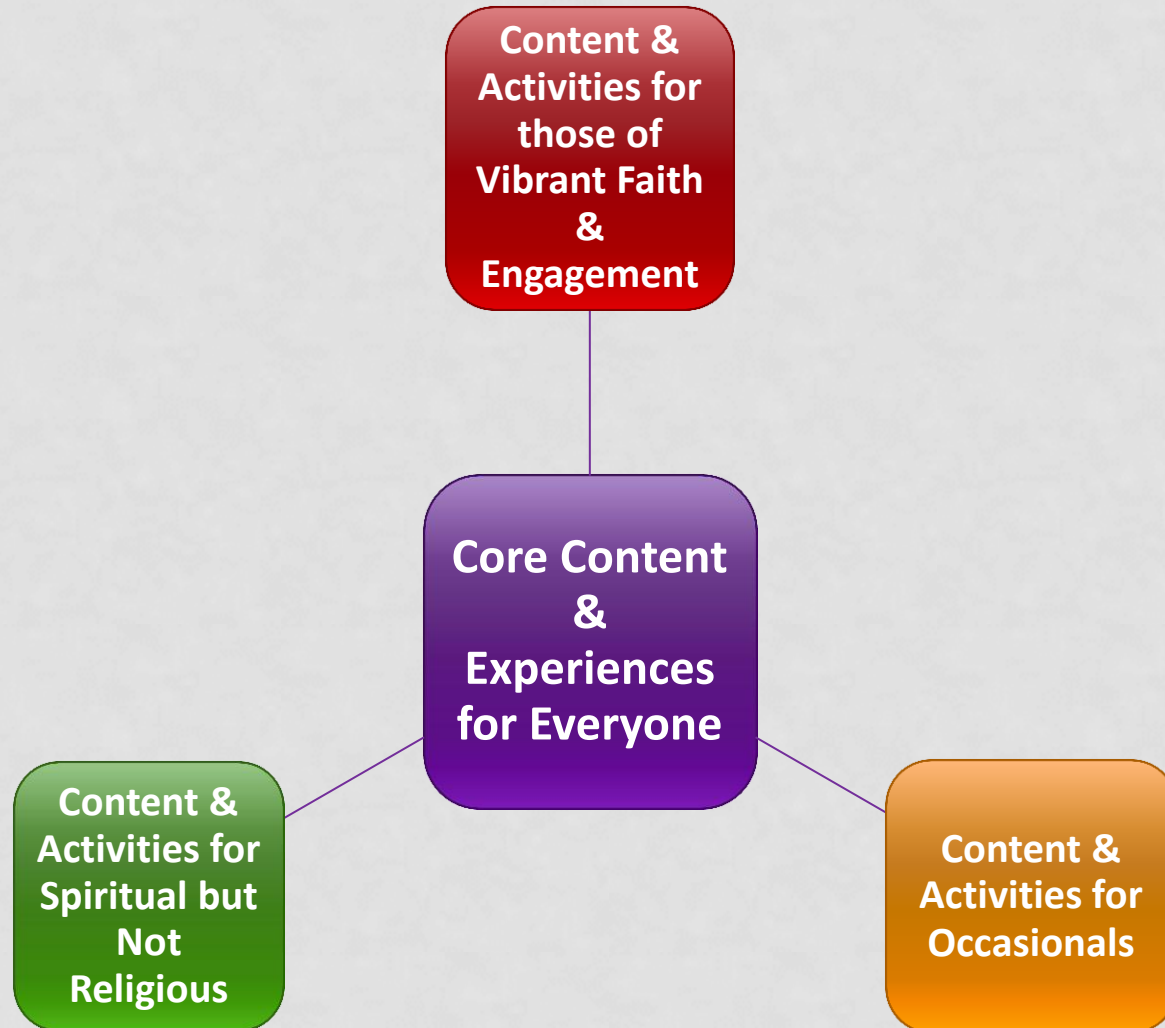 Content &
Activities for
those of
Vibrant Faith
&
Engagement
Core Content
&
Experiences
for Everyone
Content &
Activities for
Spiritual but
Not
Religious
Content &
Activities for
Occasionals